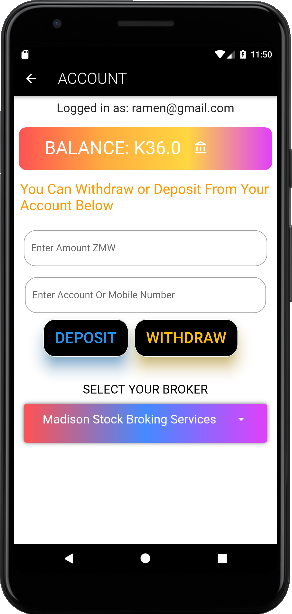 11:50
ACCOUNT
Logged in as: ramen@gmail.com
BALANCE: K36.0
You Can Withdraw or Deposit From Your
Account Below
Enter Amount ZMW
Enter Account Or Mobile Number
DEPOSIT WITHDRAW
SELECT YOUR BROKER
Madison Stock Broking Services